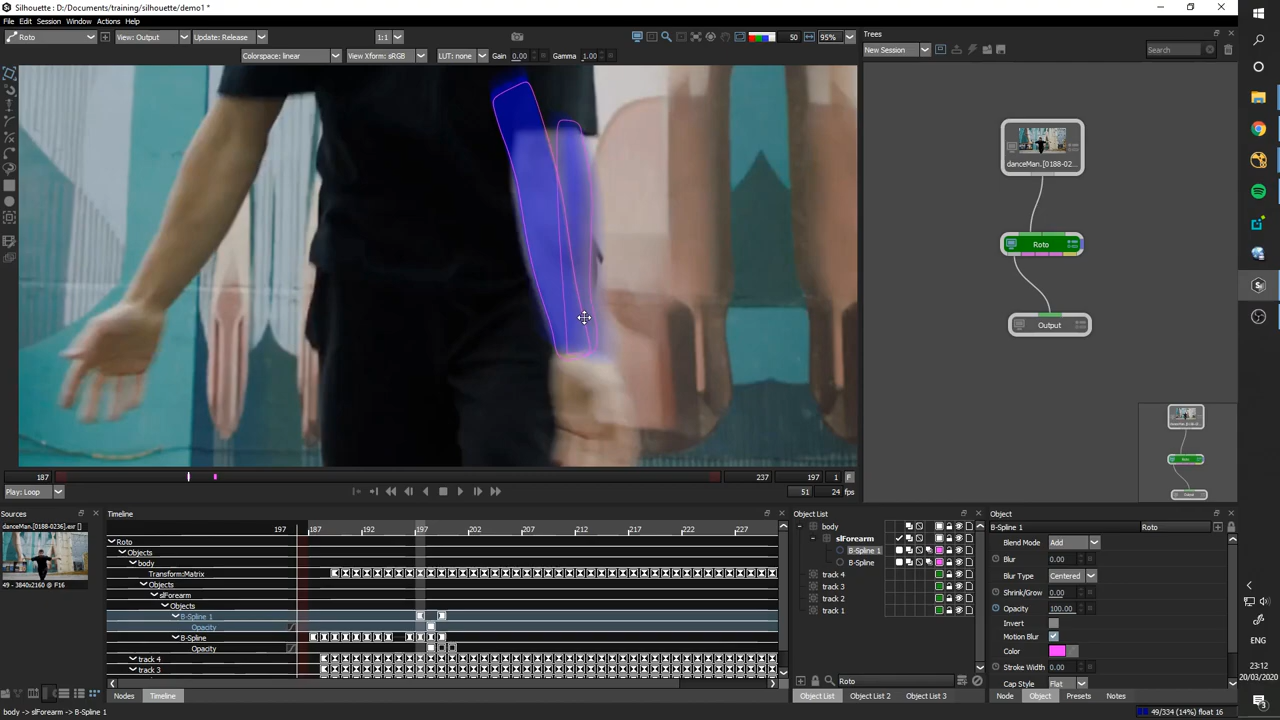 Silhouette : D:/Documents/training/silhouette/demo1 *
File Edit Session Window Actions Help
Roto View: Output Update: Release 1:1 50 95%
Colorspace: linear View Xform: sRGB LUT: none Gain 0.00 Gamma 1.00
Trees
New Session Search
danceMan.[0188-02...
Roto
Output
187 237 197 1 F
Play: Loop 51 24 fps
Sources Timeline Object List Object
danceMan.[0188-0236].exr []
49 - 3840x2160 @ F16
197 187 192 197 202 207 212 217 222 227
Roto
Objects
body
Transform:Matrix
Objects
slForearm
Objects
B-Spline 1
Opacity
B-Spline
Opacity
track 4
track 3
body
slForearm
B-Spline 1
B-Spline
track 4
track 3
track 2
track 1
Roto
B-Spline 1 Roto
Blend Mode Add
Blur 0.00
Blur Type Centered
Shrink/Grow 0.00
Opacity 100.00
Invert
Motion Blur
Color
Stroke Width 0.00
Cap Style Flat
Nodes Timeline Object List Object List 2 Object List 3 Node Object Presets Notes
body -> slForearm -> B-Spline 1 49/334 (14%) float 16
ENG
23:12
20/03/2020